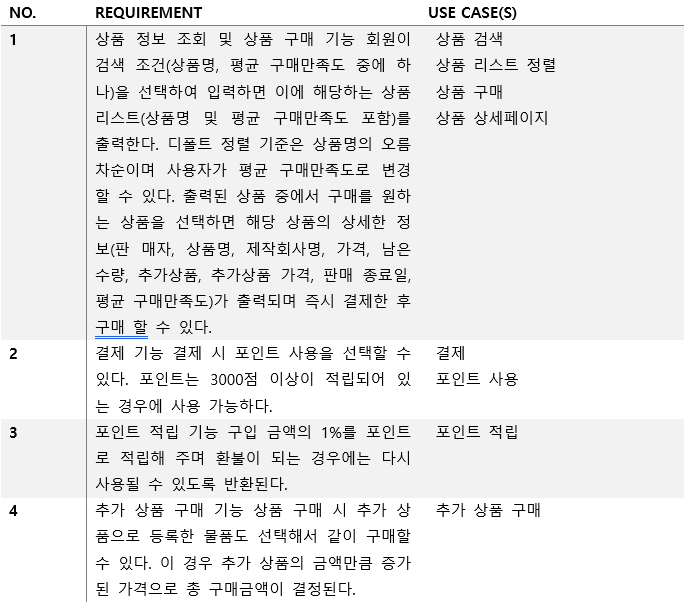 NO. REQUIREMENT USE CASE(S)
1 상품 정보 조회 및 상품 구매 기능 회원이 상품 검색
검색 조건(상품명, 평균 구매만족도 중에 하 상품 리스트 정렬
나)을 선택하여 입력하면 이에 해당하는 상품 상품 구매
리스트(상품명 및 평균 구매만족도 포함)를 상품 상세페이지
출력한다. 디폴트 정렬 기준은 상품명의 오름
차순이며 사용자가 평균 구매만족도로 변경
할 수 있다. 출력된 상품 중에서 구매를 원하
는 상품을 선택하면 해당 상품의 상세한 정
보(판 매자, 상품명, 제작회사명, 가격, 남은
수량, 추가상품, 추가상품 가격, 판매 종료일,
평균 구매만족도)가 출력되며 즉시 결제한 후
구매 할 수 있다.
2 결제 기능 결제 시 포인트 사용을 선택할 수 결제
있다. 포인트는 3000점 이상이 적립되어 있 포인트 사용
는 경우에 사용 가능하다.
3 포인트 적립 기능 구입 금액의 1%를 포인트 포인트 적립
로 적립해 주며 환불이 되는 경우에는 다시
사용될 수 있도록 반환된다.
4 추가 상품 구매 기능 상품 구매 시 추가 상 추가 상품 구매
품으로 등록한 물품도 선택해서 같이 구매할
수 있다. 이 경우 추가 상품의 금액만큼 증가
된 가격으로 총 구매금액이 결정된다.